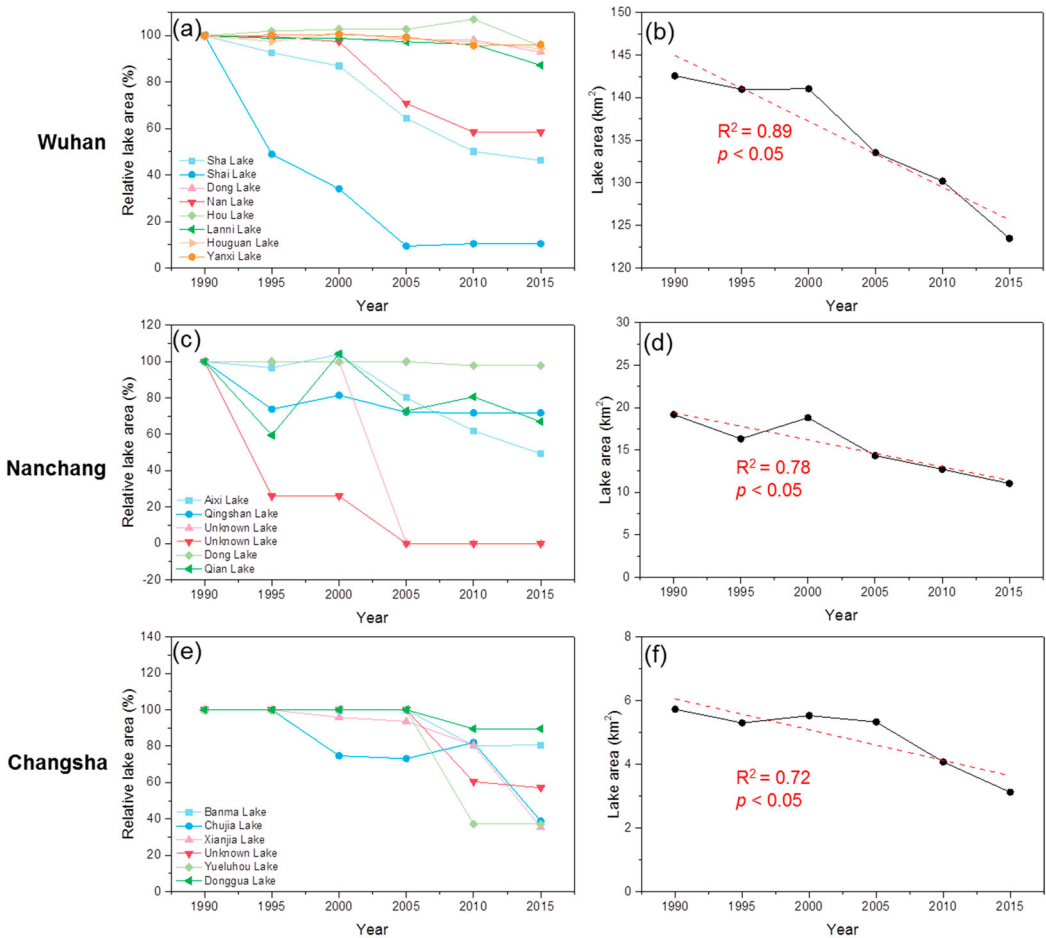 Wuhan
(a)
Relative lake area (%)
100
80
60
40
20
0
Sha Lake
Shai Lake
Dong Lake
Nan Lake
Hou Lake
Lanni Lake
Houguan Lake
Yanxi Lake
1990 1995 2000 2005 2010 2015
Year
(b)
Lake area (km²)
150
145
140
135
130
125
120
R² = 0.89
p < 0.05
1990 1995 2000 2005 2010 2015
Year
Nanchang
(c)
Relative lake area (%)
120
100
80
60
40
20
0
-20
Aixi Lake
Qingshan Lake
Unknown Lake
Unknown Lake
Dong Lake
Qian Lake
1990 1995 2000 2005 2010 2015
Year
(d)
Lake area (km²)
30
25
20
15
10
5
0
R² = 0.78
p < 0.05
1990 1995 2000 2005 2010 2015
Year
Changsha
(e)
Relative lake area (%)
140
120
100
80
60
40
20
0
Banma Lake
Chujia Lake
Xianjia Lake
Unknown Lake
Yueluhou Lake
Donggua Lake
1990 1995 2000 2005 2010 2015
Year
(f)
Lake area (km²)
8
6
4
2
0
R² = 0.72
p < 0.05
1990 1995 2000 2005 2010 2015
Year